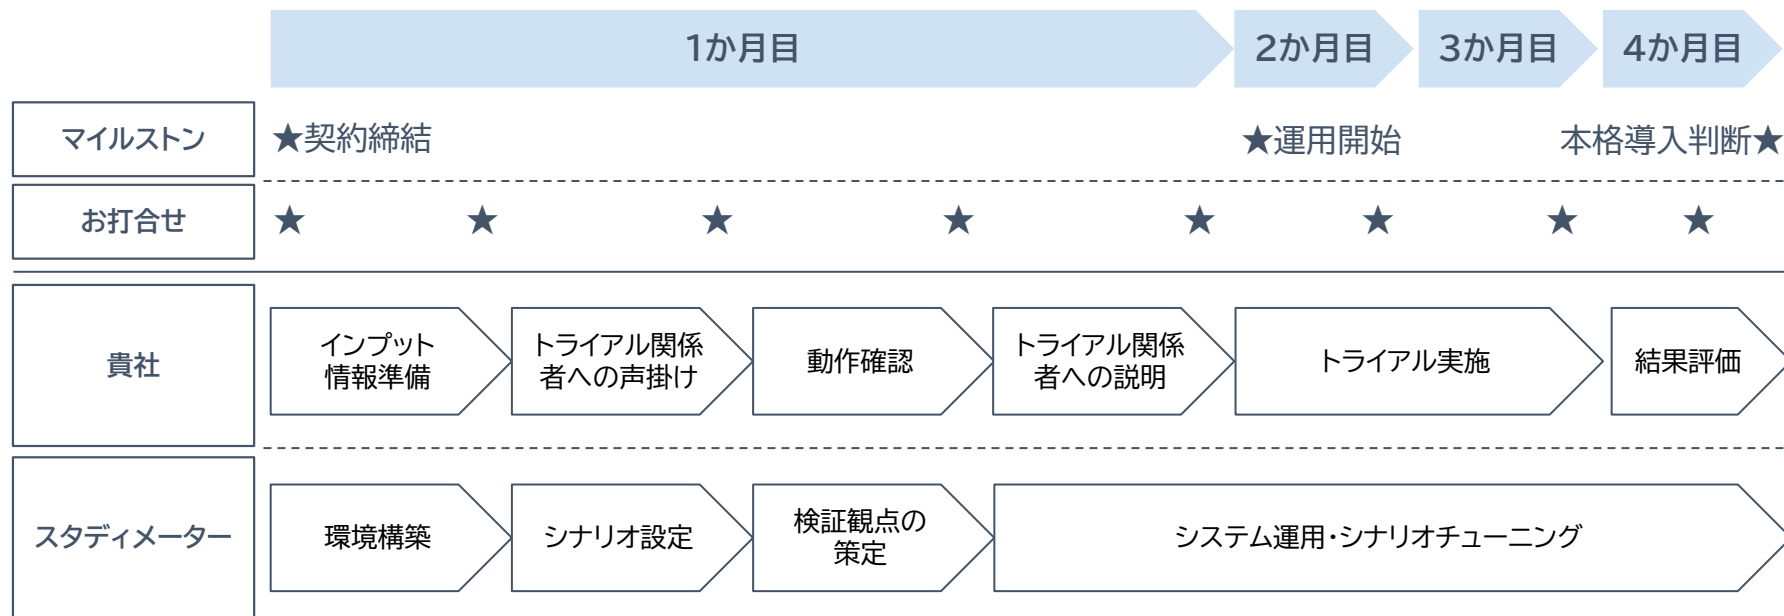 1か月目
2か月目
3か月目
4か月目
マイルストン
★契約締結
★運用開始
本格導入判断★
お打合せ
★ ★ ★ ★ ★ ★ ★ ★
貴社
インプット
情報準備
トライアル関係
者への声掛け
動作確認
トライアル関係
者への説明
トライアル実施
結果評価
スタディメーター
環境構築
シナリオ設定
検証観点の
策定
システム運用・シナリオチューニング